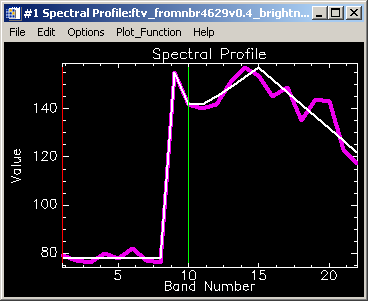 #1 Spectral Profile:ftv_fromnbr4629v0.4_brightn...
File Edit Options Plot_Function Help
Spectral Profile
140
120
100
80
Value
5 10 15 20
Band Number